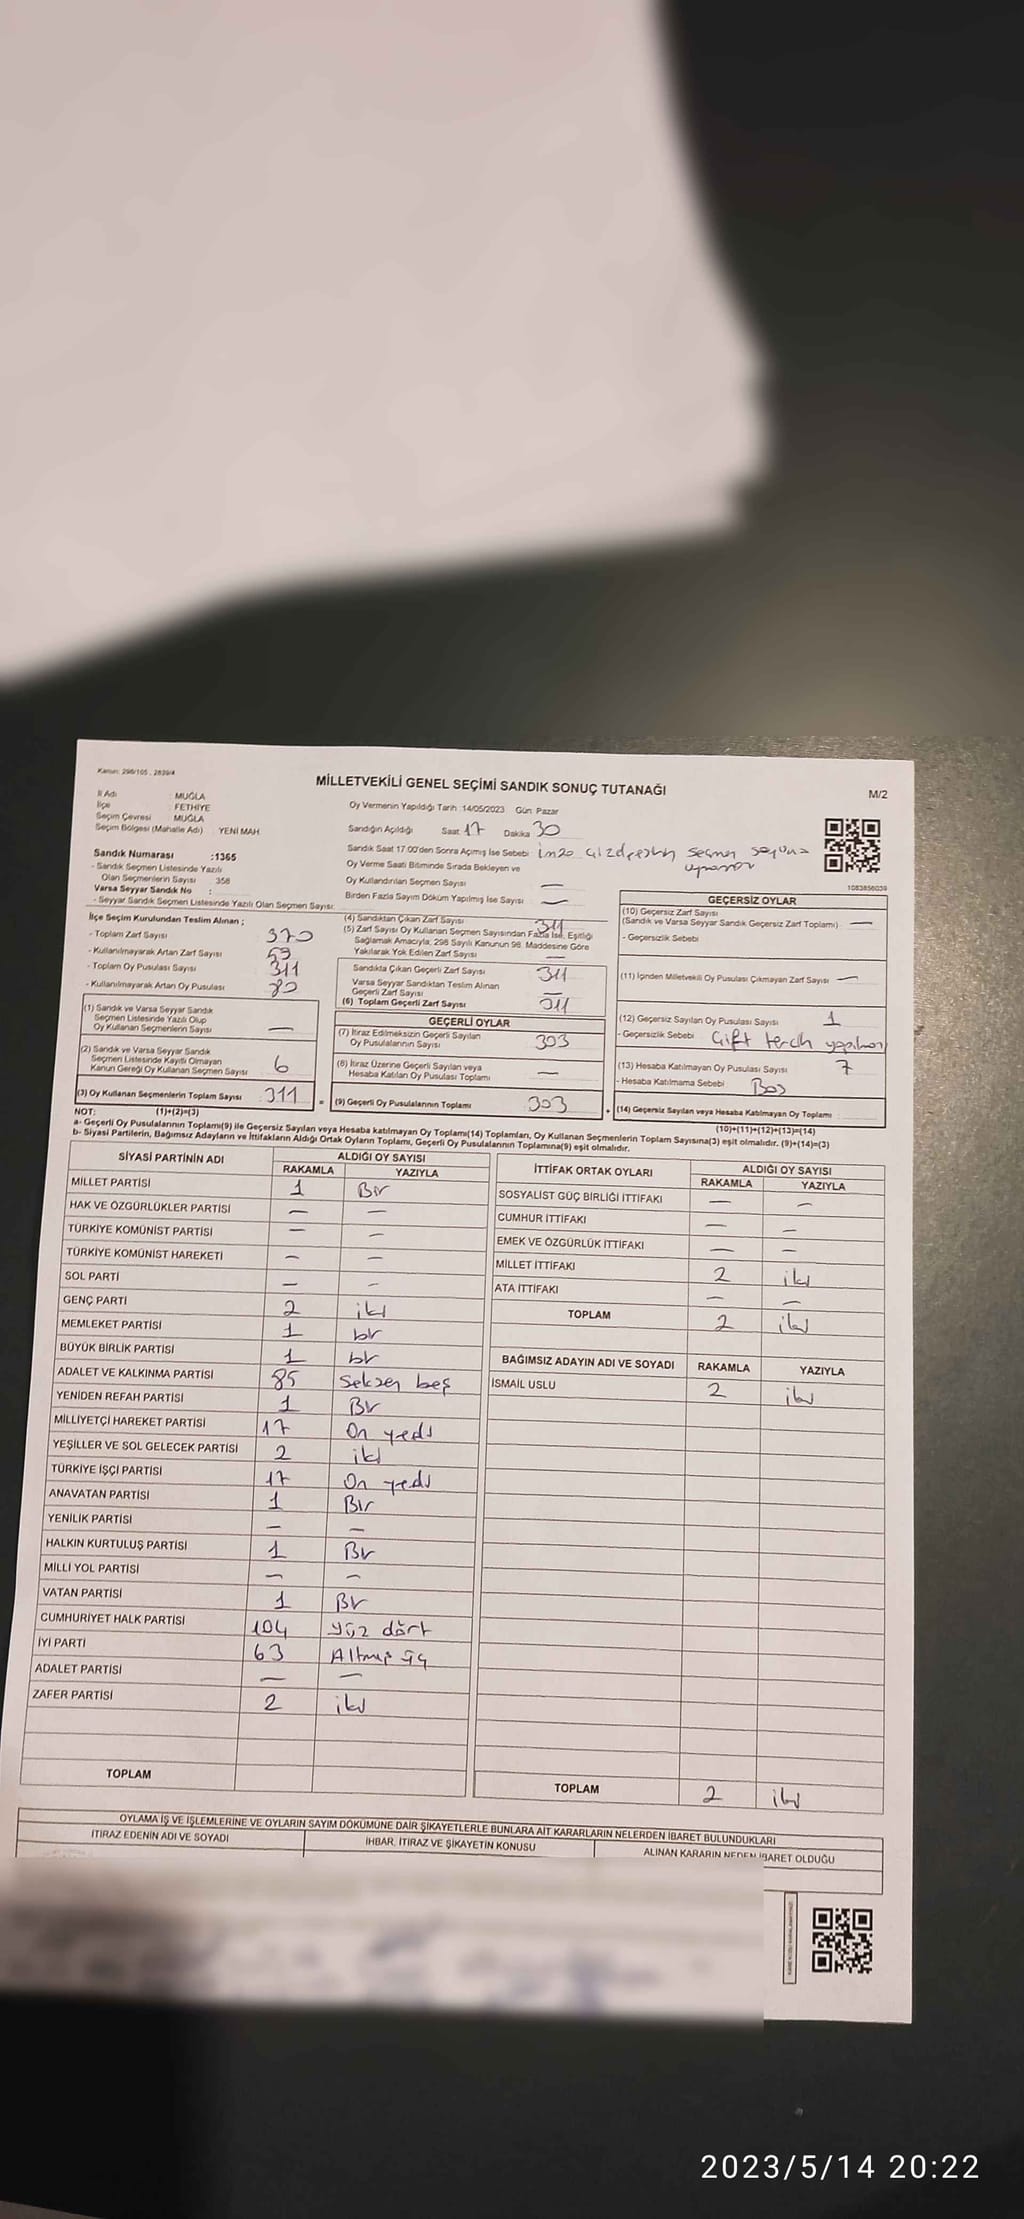 Kanun: 298/105, 2839/4
MİLLETVEKİLİ GENEL SEÇİMİ SANDIK SONUÇ TUTANAĞI
M/2
İl Adı : MUĞLA
İlçe : FETHİYE
Seçim Çevresi : MUĞLA
Seçim Bölgesi (Mahalle Adı) : YENİ MAH.
Sandık Numarası :1365
- Sandık Seçmen Listesinde Yazılı
Olan Seçmenlerin Sayısı : 358
Varsa Seyyar Sandık No :
- Seyyar Sandık Seçmen Listesinde Yazılı Olan Seçmen Sayısı:
Oy Vermenin Yapıldığı Tarih :14/05/2023 Gün: Pazar
Sandığın Açıldığı Saat 17 Dakika 30
Sandık Saat 17:00'den Sonra Açılmış İse Sebebi: seçmen
Oy Verme Saati Bitiminde Sırada Bekleyen ve
Oy Kullandırılan Seçmen Sayısı —
Birden Fazla Sayım Döküm Yapılmış İse Sayısı —
1083856039
İlçe Seçim Kurulundan Teslim Alınan ;
- Toplam Zarf Sayısı 370
- Kullanılmayarak Artan Zarf Sayısı 59
- Toplam Oy Pusulası Sayısı 311
- Kullanılmayarak Artan Oy Pusulası
(1) Sandık ve Varsa Seyyar Sandık
Seçmen Listesinde Yazılı Olup
Oy Kullanan Seçmenlerin Sayısı —
(2) Sandık ve Varsa Seyyar Sandık
Seçmen Listesinde Kayıtlı Olmayan
Kanun Gereği Oy Kullanan Seçmen Sayısı 6
(3) Oy Kullanan Seçmenlerin Toplam Sayısı 311
(4) Sandıktan Çıkan Zarf Sayısı 311
(5) Zarf Sayısı Oy Kullanan Seçmen Sayısından Fazla İse, Eşitliği
Sağlamak Amacıyla; 298 Sayılı Kanunun 98. Maddesine Göre
Yakılarak Yok Edilen Zarf Sayısı —
Sandıkta Çıkan Geçerli Zarf Sayısı 311
Varsa Seyyar Sandıktan Teslim Alınan
Geçerli Zarf Sayısı —
(6) Toplam Geçerli Zarf Sayısı 311
GEÇERLİ OYLAR
(7) İtiraz Edilmeksizin Geçerli Sayılan
Oy Pusulalarının Sayısı 303
(8) İtiraz Üzerine Geçerli Sayılan veya
Hesaba Katılan Oy Pusulası Toplamı —
= (9) Geçerli Oy Pusulalarının Toplamı 303
GEÇERSİZ OYLAR
(10) Geçersiz Zarf Sayısı
(Sandık ve Varsa Seyyar Sandık Geçersiz Zarf Toplamı) —
- Geçersizlik Sebebi
(11) İçinden Milletvekili Oy Pusulası Çıkmayan Zarf Sayısı —
(12) Geçersiz Sayılan Oy Pusulası Sayısı 1
- Geçersizlik Sebebi Çift tercih yapılması
(13) Hesaba Katılmayan Oy Pusulası Sayısı 7
- Hesaba Katılmama Sebebi Boş
+ (14) Geçersiz Sayılan veya Hesaba Katılmayan Oy Toplamı
(10)+(11)+(12)+(13)=(14)
NOT: (1)+(2)=(3)
a- Geçerli Oy Pusulalarının Toplamı(9) ile Geçersiz Sayılan veya Hesaba katılmayan Oy Toplamı(14) Toplamları, Oy Kullanan Seçmenlerin Toplam Sayısına(3) eşit olmalıdır. (9)+(14)=(3)
b- Siyasi Partilerin, Bağımsız Adayların ve İttifakların Aldığı Ortak Oyların Toplamı, Geçerli Oy Pusulalarının Toplamına(9) eşit olmalıdır.
SİYASİ PARTİNİN ADI ALDIĞI OY SAYISI
RAKAMLA YAZIYLA
MİLLET PARTİSİ 1 Bir
HAK VE ÖZGÜRLÜKLER PARTİSİ — —
TÜRKİYE KOMÜNİST PARTİSİ — —
TÜRKİYE KOMÜNİST HAREKETİ — —
SOL PARTİ — —
GENÇ PARTİ 2 iki
MEMLEKET PARTİSİ 1 bir
BÜYÜK BİRLİK PARTİSİ 1 bir
ADALET VE KALKINMA PARTİSİ 85 Seksen beş
YENİDEN REFAH PARTİSİ 1 Bir
MİLLİYETÇİ HAREKET PARTİSİ 17 On yedi
YEŞİLLER VE SOL GELECEK PARTİSİ 2 iki
TÜRKİYE İŞÇİ PARTİSİ 17 On yedi
ANAVATAN PARTİSİ 1 Bir
YENİLİK PARTİSİ — —
HALKIN KURTULUŞ PARTİSİ 1 Bir
MİLLİ YOL PARTİSİ — —
VATAN PARTİSİ 1 Bir
CUMHURİYET HALK PARTİSİ 104 Yüz dört
İYİ PARTİ 63 Altmış üç
ADALET PARTİSİ — —
ZAFER PARTİSİ 2 iki
TOPLAM
İTTİFAK ORTAK OYLARI ALDIĞI OY SAYISI
RAKAMLA YAZIYLA
SOSYALİST GÜÇ BİRLİĞİ İTTİFAKI — —
CUMHUR İTTİFAKI — —
EMEK VE ÖZGÜRLÜK İTTİFAKI — —
MİLLET İTTİFAKI 2 iki
ATA İTTİFAKI — —
TOPLAM 2 iki
BAĞIMSIZ ADAYIN ADI VE SOYADI RAKAMLA YAZIYLA
İSMAİL USLU 2 iki
TOPLAM 2 iki
OYLAMA İŞ VE İŞLEMLERİNE VE OYLARIN SAYIM DÖKÜMÜNE DAİR ŞİKAYETLERLE BUNLARA AİT KARARLARIN NELERDEN İBARET BULUNDUKLARI
İTİRAZ EDENİN ADI VE SOYADI İHBAR, İTİRAZ VE ŞİKAYETİN KONUSU ALINAN KARARIN NEDEN İBARET OLDUĞU
2023/5/14 20:22